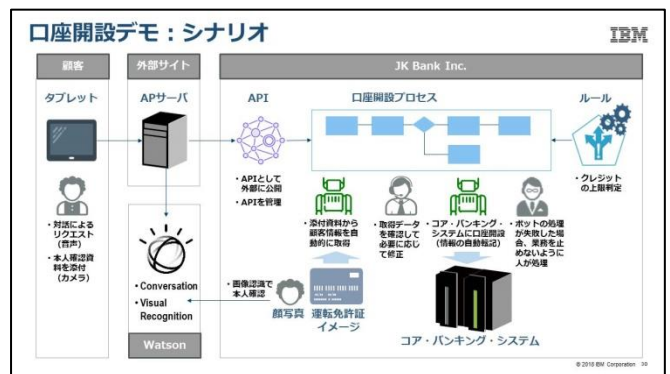 口座開設デモ：シナリオ
IBM
顧客
外部サイト
JK Bank Inc.
タブレット
APサーバ
API
口座開設プロセス
ルール
・APIとして
外部に公開
・APIを管理
・クレジット
の上限判定
・対話による
リクエスト
（音声）
・本人確認資
料を添付
（カメラ）
・添付資料から
顧客情報を自
動的に取得
・取得データ
を確認して
必要に応じ
て修正
・コア・バンキング・
システムに口座開設
（情報の自動転記）
・ボットの処理
が失敗した場
合、業務を止
めないように
人が処理
・Conversation
・Visual
Recognition
Watson
・画像認識で
本人確認
顔写真
運転免許証
イメージ
コア・バンキング・システム
© 2018 IBM Corporation